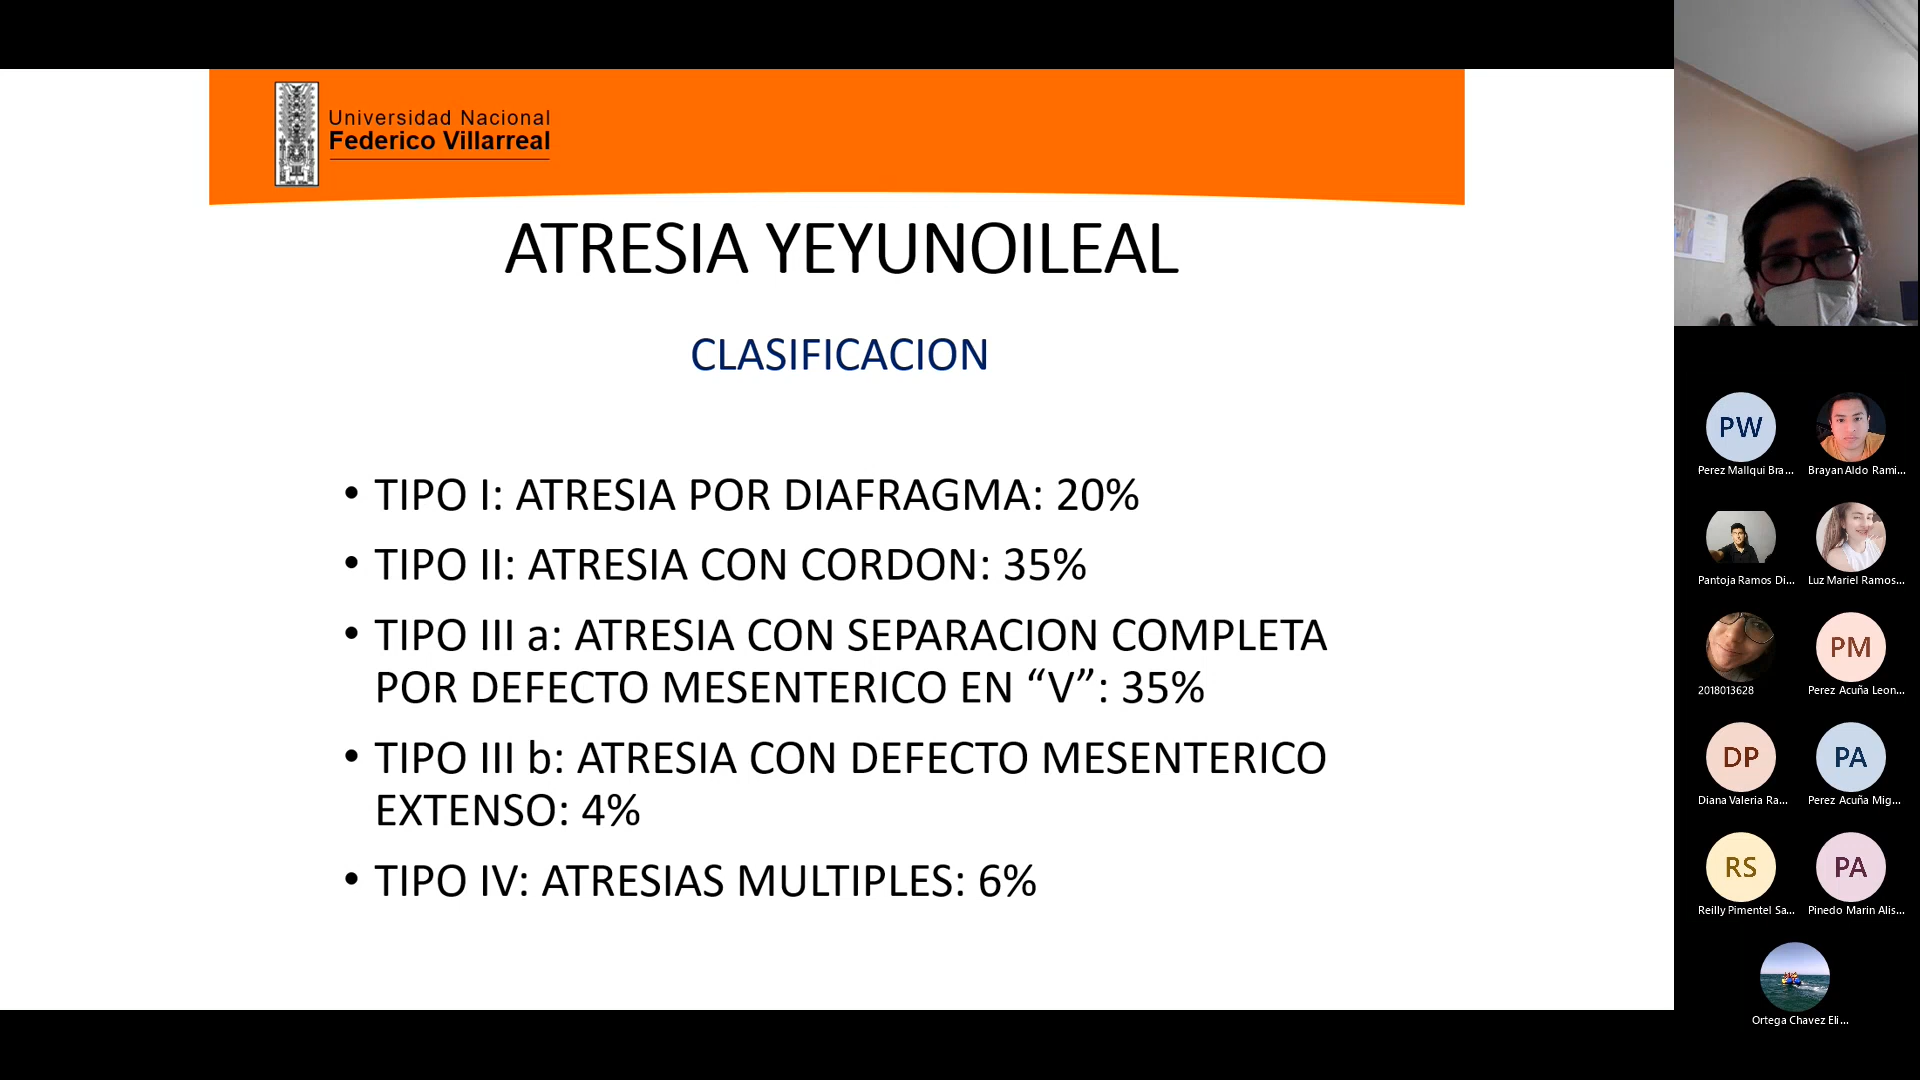 Universidad Nacional
Federico Villarreal
ATRESIA YEYUNOILEAL
CLASIFICACION
• TIPO I: ATRESIA POR DIAFRAGMA: 20%
• TIPO II: ATRESIA CON CORDON: 35%
• TIPO III a: ATRESIA CON SEPARACION COMPLETA
POR DEFECTO MESENTERICO EN “V”: 35%
• TIPO III b: ATRESIA CON DEFECTO MESENTERICO
EXTENSO: 4%
• TIPO IV: ATRESIAS MULTIPLES: 6%
PW
Perez Mallqui Bra...
Brayan Aldo Rami...
Pantoja Ramos Di...
Luz Mariel Ramos...
2018013628
PM
Perez Acuña Leon...
DP
Diana Valeria Ra...
PA
Perez Acuña Mig...
RS
Reilly Pimentel Sa...
PA
Pinedo Marin Alis...
Ortega Chavez Eli...